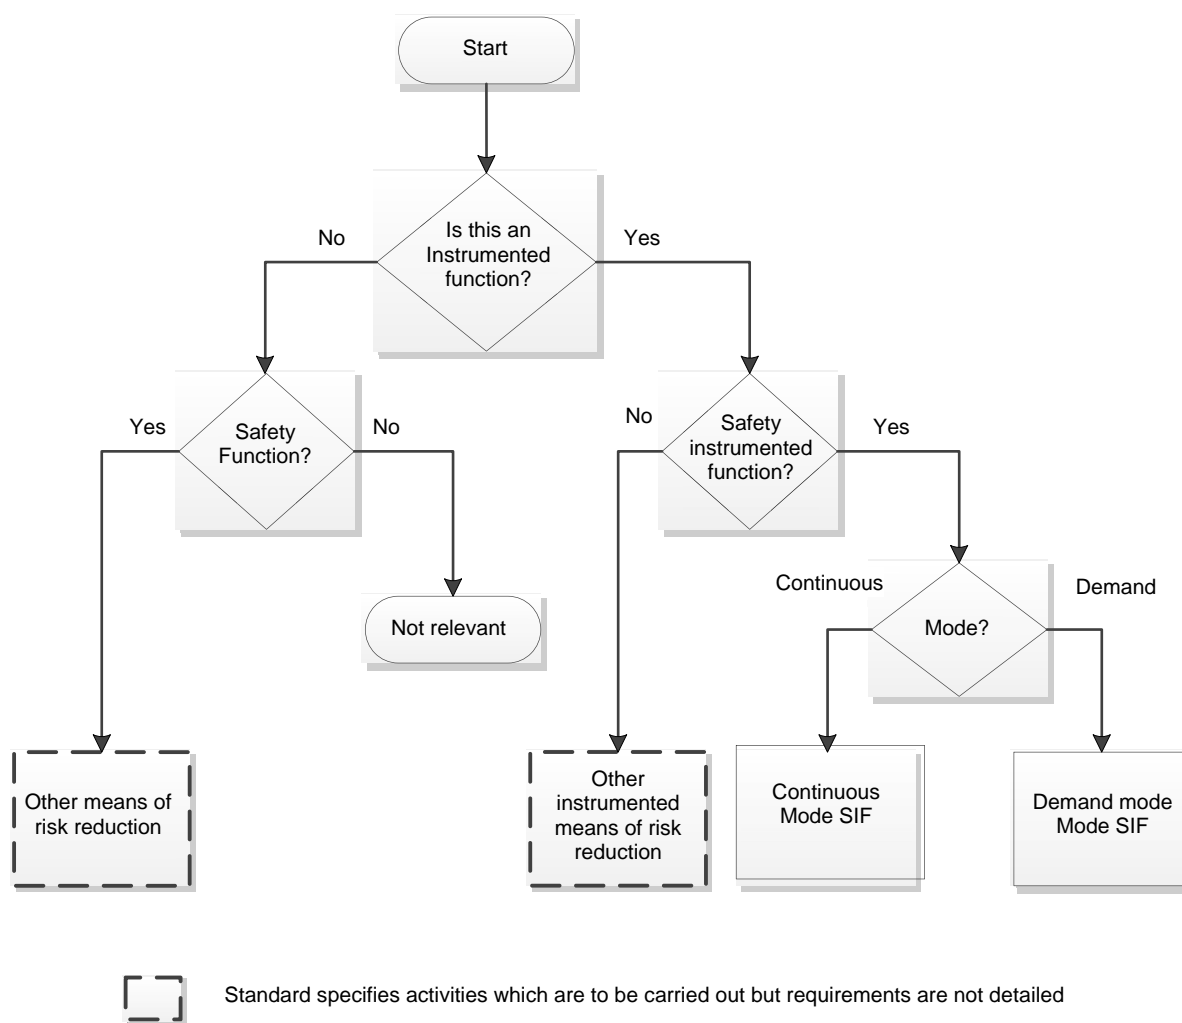 Start
Is this an
Instrumented
function?
No
Yes
Safety
Function?
Yes
No
Safety
instrumented
function?
No
Yes
Not relevant
Mode?
Continuous
Demand
Other means of
risk reduction
Other
instrumented
means of risk
reduction
Continuous
Mode SIF
Demand mode
Mode SIF
Standard specifies activities which are to be carried out but requirements are not detailed